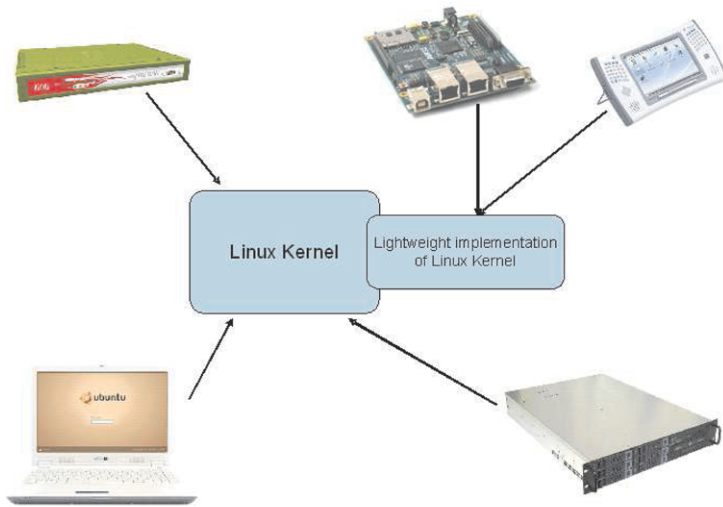 Linux Kernel
Lightweight implementation
of Linux Kernel
ubuntu